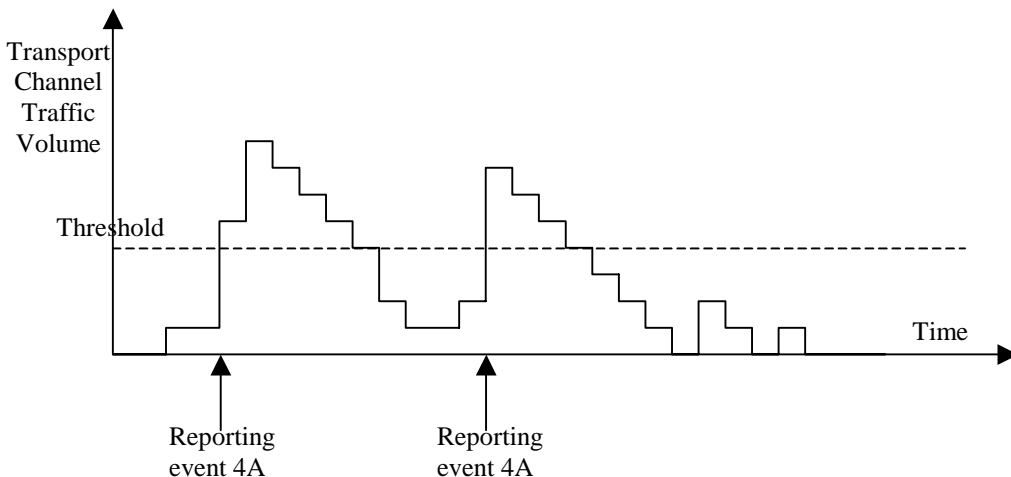 Transport
Channel
Traffic
Volume
Threshold
Time
Reporting
event 4A
Reporting
event 4A